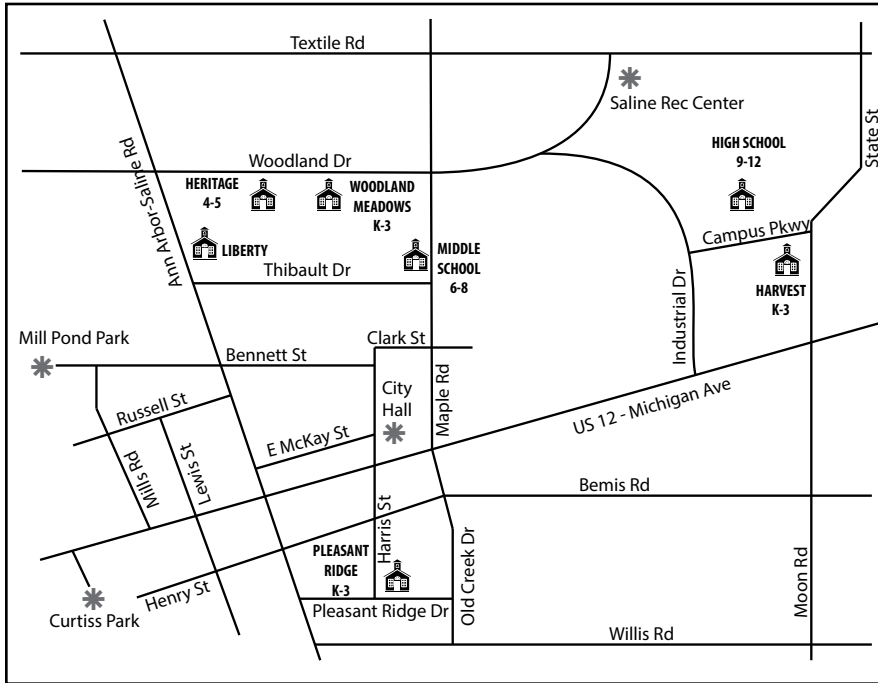 Textile Rd
Saline Rec Center
State St
HIGH SCHOOL
9-12
Ann Arbor-Saline Rd
Woodland Dr
HERITAGE
4-5
WOODLAND
MEADOWS
K-3
Campus Pkwy
LIBERTY
MIDDLE
SCHOOL
6-8
Thibault Dr
Industrial Dr
HARVEST
K-3
Mill Pond Park
Bennett St
Clark St
City
Hall
Maple Rd
US 12 - Michigan Ave
Russell St
E McKay St
Mills Rd
Lewis St
Bemis Rd
Harris St
PLEASANT
RIDGE
K-3
Old Creek Dr
Moon Rd
Henry St
Curtiss Park
Pleasant Ridge Dr
Willis Rd